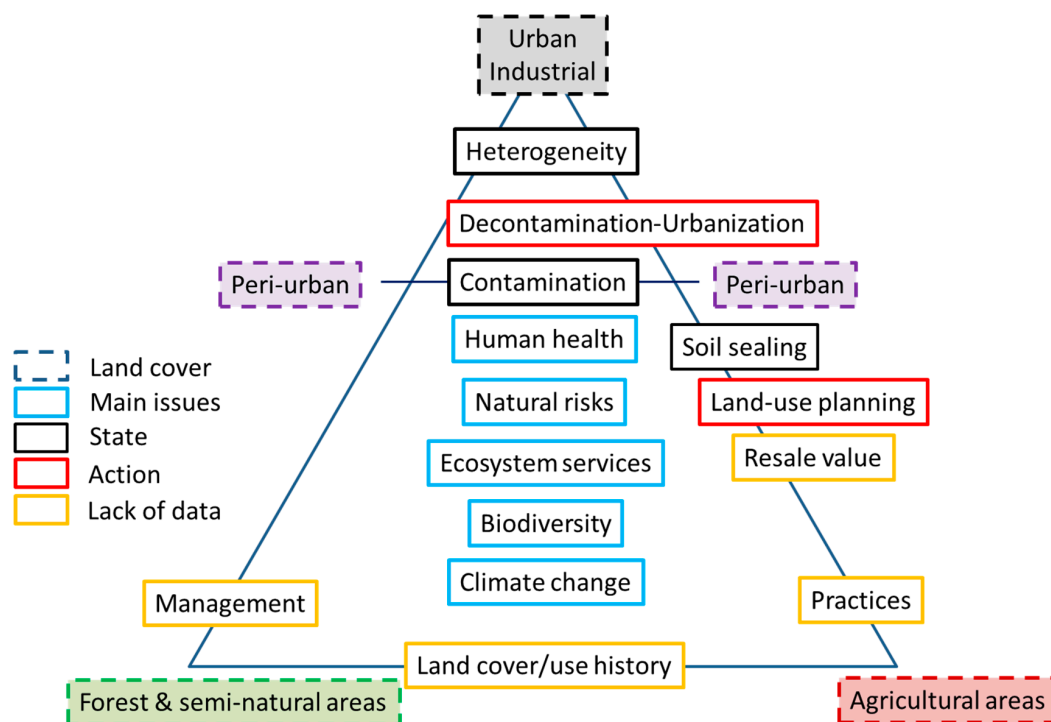 Urban
Industrial
Heterogeneity
Decontamination-Urbanization
Peri-urban
Contamination
Peri-urban
Human health
Soil sealing
Land cover
Main issues
State
Action
Lack of data
Natural risks
Land-use planning
Ecosystem services
Resale value
Biodiversity
Climate change
Management
Practices
Land cover/use history
Forest & semi-natural areas
Agricultural areas